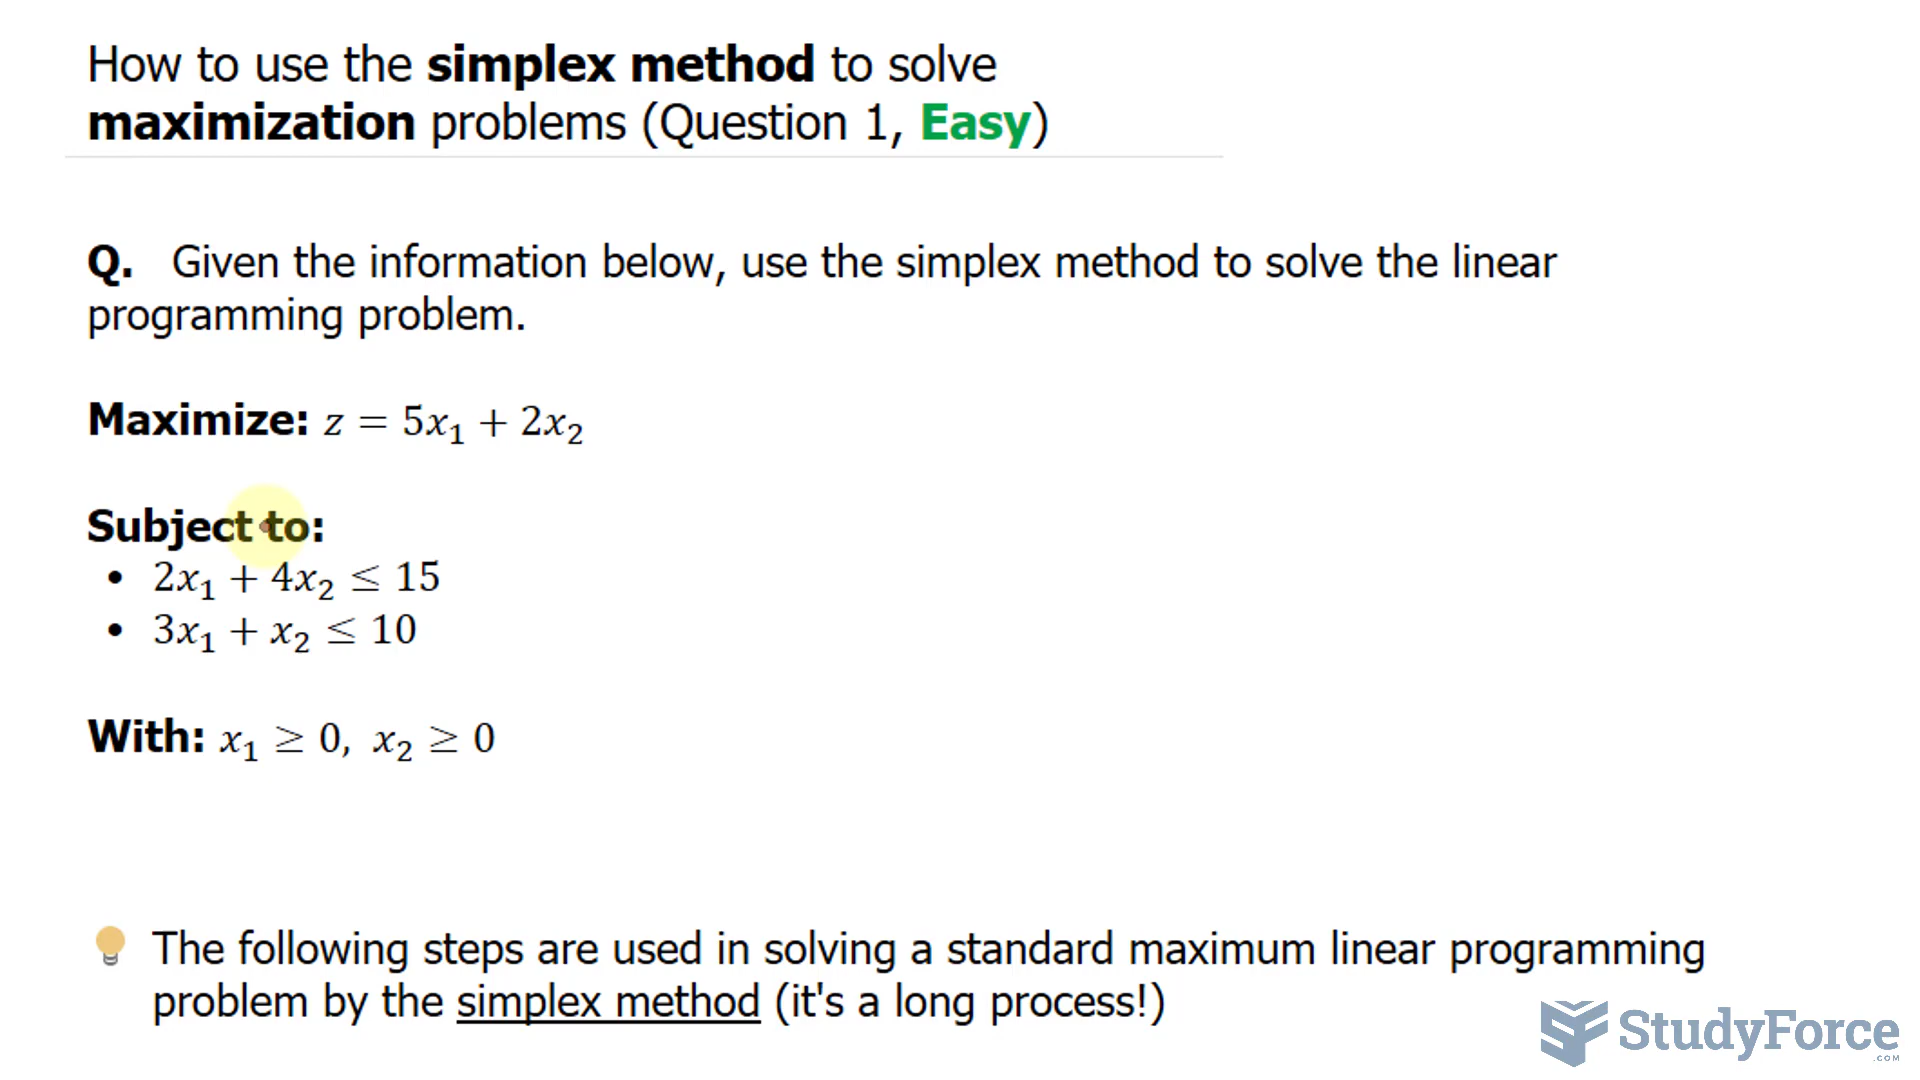 How to use the simplex method to solve
maximization problems (Question 1, Easy)
Q. Given the information below, use the simplex method to solve the linear
programming problem.
Maximize: z = 5x₁ + 2x₂
Subject to:
• 2x₁ + 4x₂ ≤ 15
• 3x₁ + x₂ ≤ 10
With: x₁ ≥ 0, x₂ ≥ 0
The following steps are used in solving a standard maximum linear programming
problem by the simplex method (it's a long process!)
StudyForce
.COM